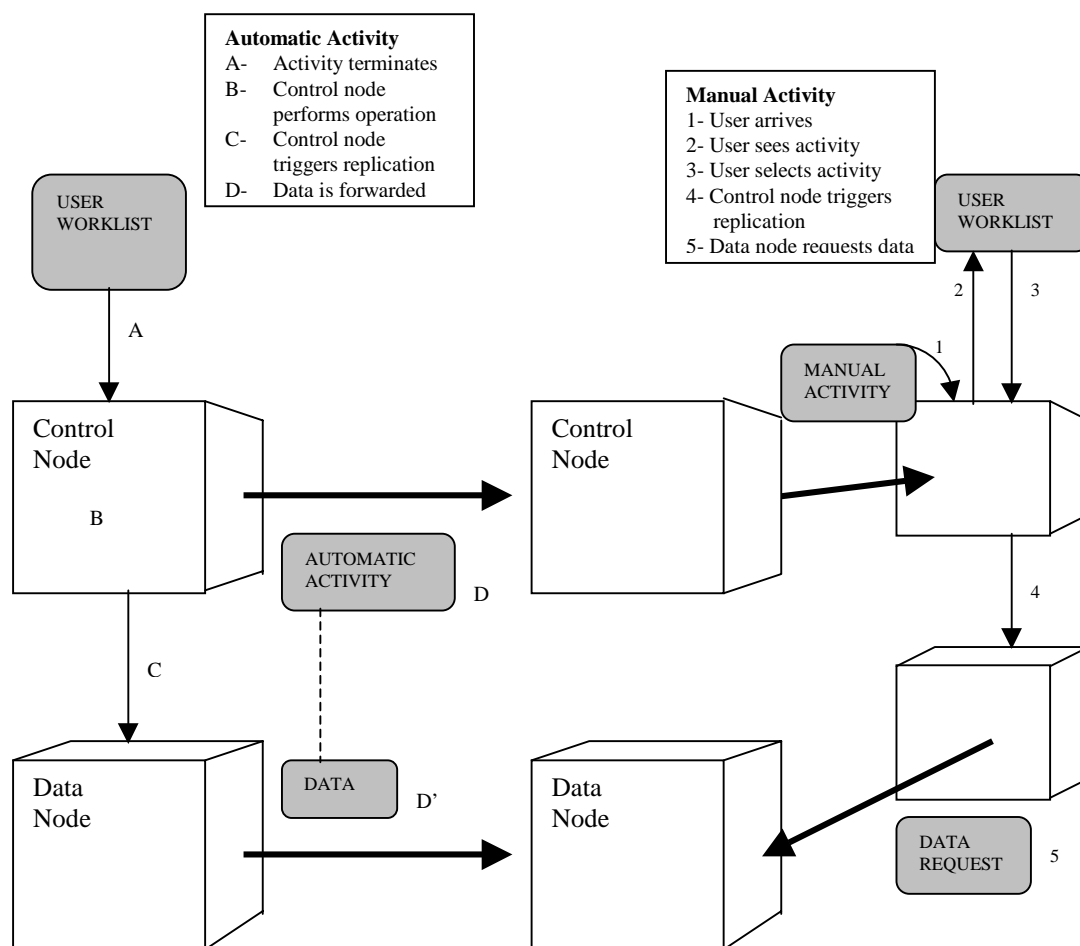 Automatic Activity
A- Activity terminates
B- Control node
performs operation
C- Control node
triggers replication
D- Data is forwarded
Manual Activity
1- User arrives
2- User sees activity
3- User selects activity
4- Control node triggers
replication
5- Data node requests data
USER
WORKLIST
USER
WORKLIST
A
2
3
1
MANUAL
ACTIVITY
Control
Node
B
Control
Node
AUTOMATIC
ACTIVITY
D
4
C
Data
Node
DATA
D’
Data
Node
DATA
REQUEST
5